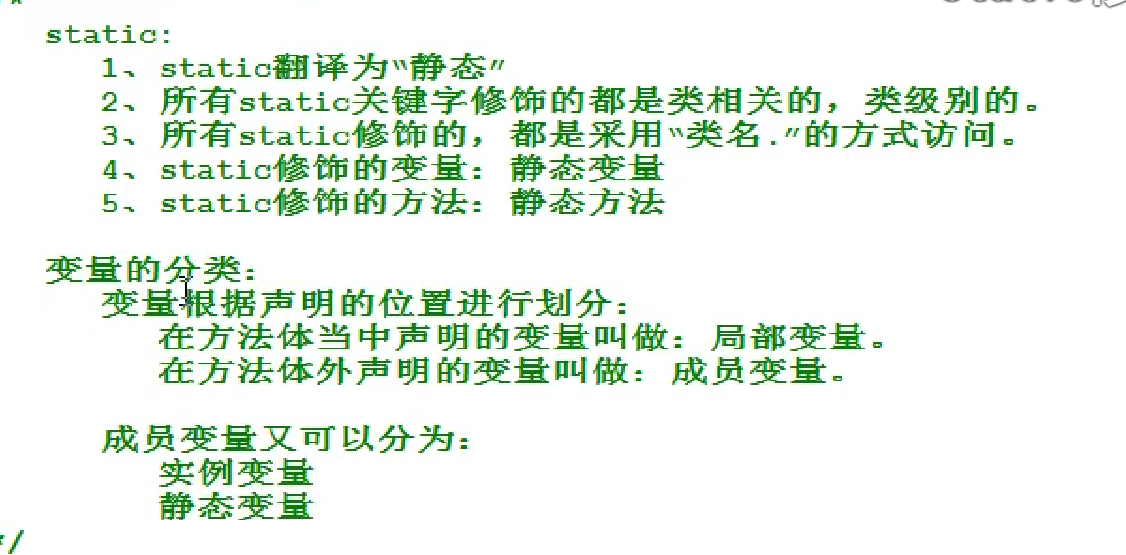 static:
1、static翻译为“静态”
2、所有static关键字修饰的都是类相关的，类级别的。
3、所有static修饰的，都是采用“类名.”的方式访问。
4、static修饰的变量：静态变量
5、static修饰的方法：静态方法
变量的分类：
变量根据声明的位置进行划分：
在方法体当中声明的变量叫做：局部变量。
在方法体外声明的变量叫做：成员变量。
成员变量又可以分为：
实例变量
静态变量
*/